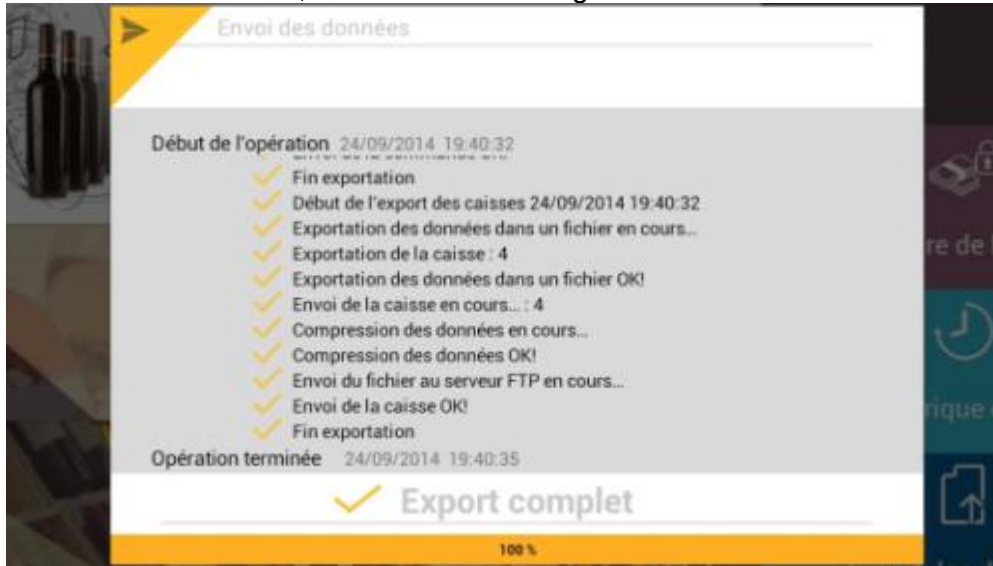 Envoi des données
Début de l'opération 24/09/2014 19:40:32
Fin exportation
Début de l'export des caisses 24/09/2014 19:40:32
Exportation des données dans un fichier en cours...
Exportation de la caisse : 4
Exportation des données dans un fichier OK!
Envoi de la caisse en cours... : 4
Compression des données en cours...
Compression des données OK!
Envoi du fichier au serveur FTP en cours...
Envoi de la caisse OK!
Fin exportation
Opération terminée 24/09/2014 19:40:35
Export complet
100 %
re de
rique